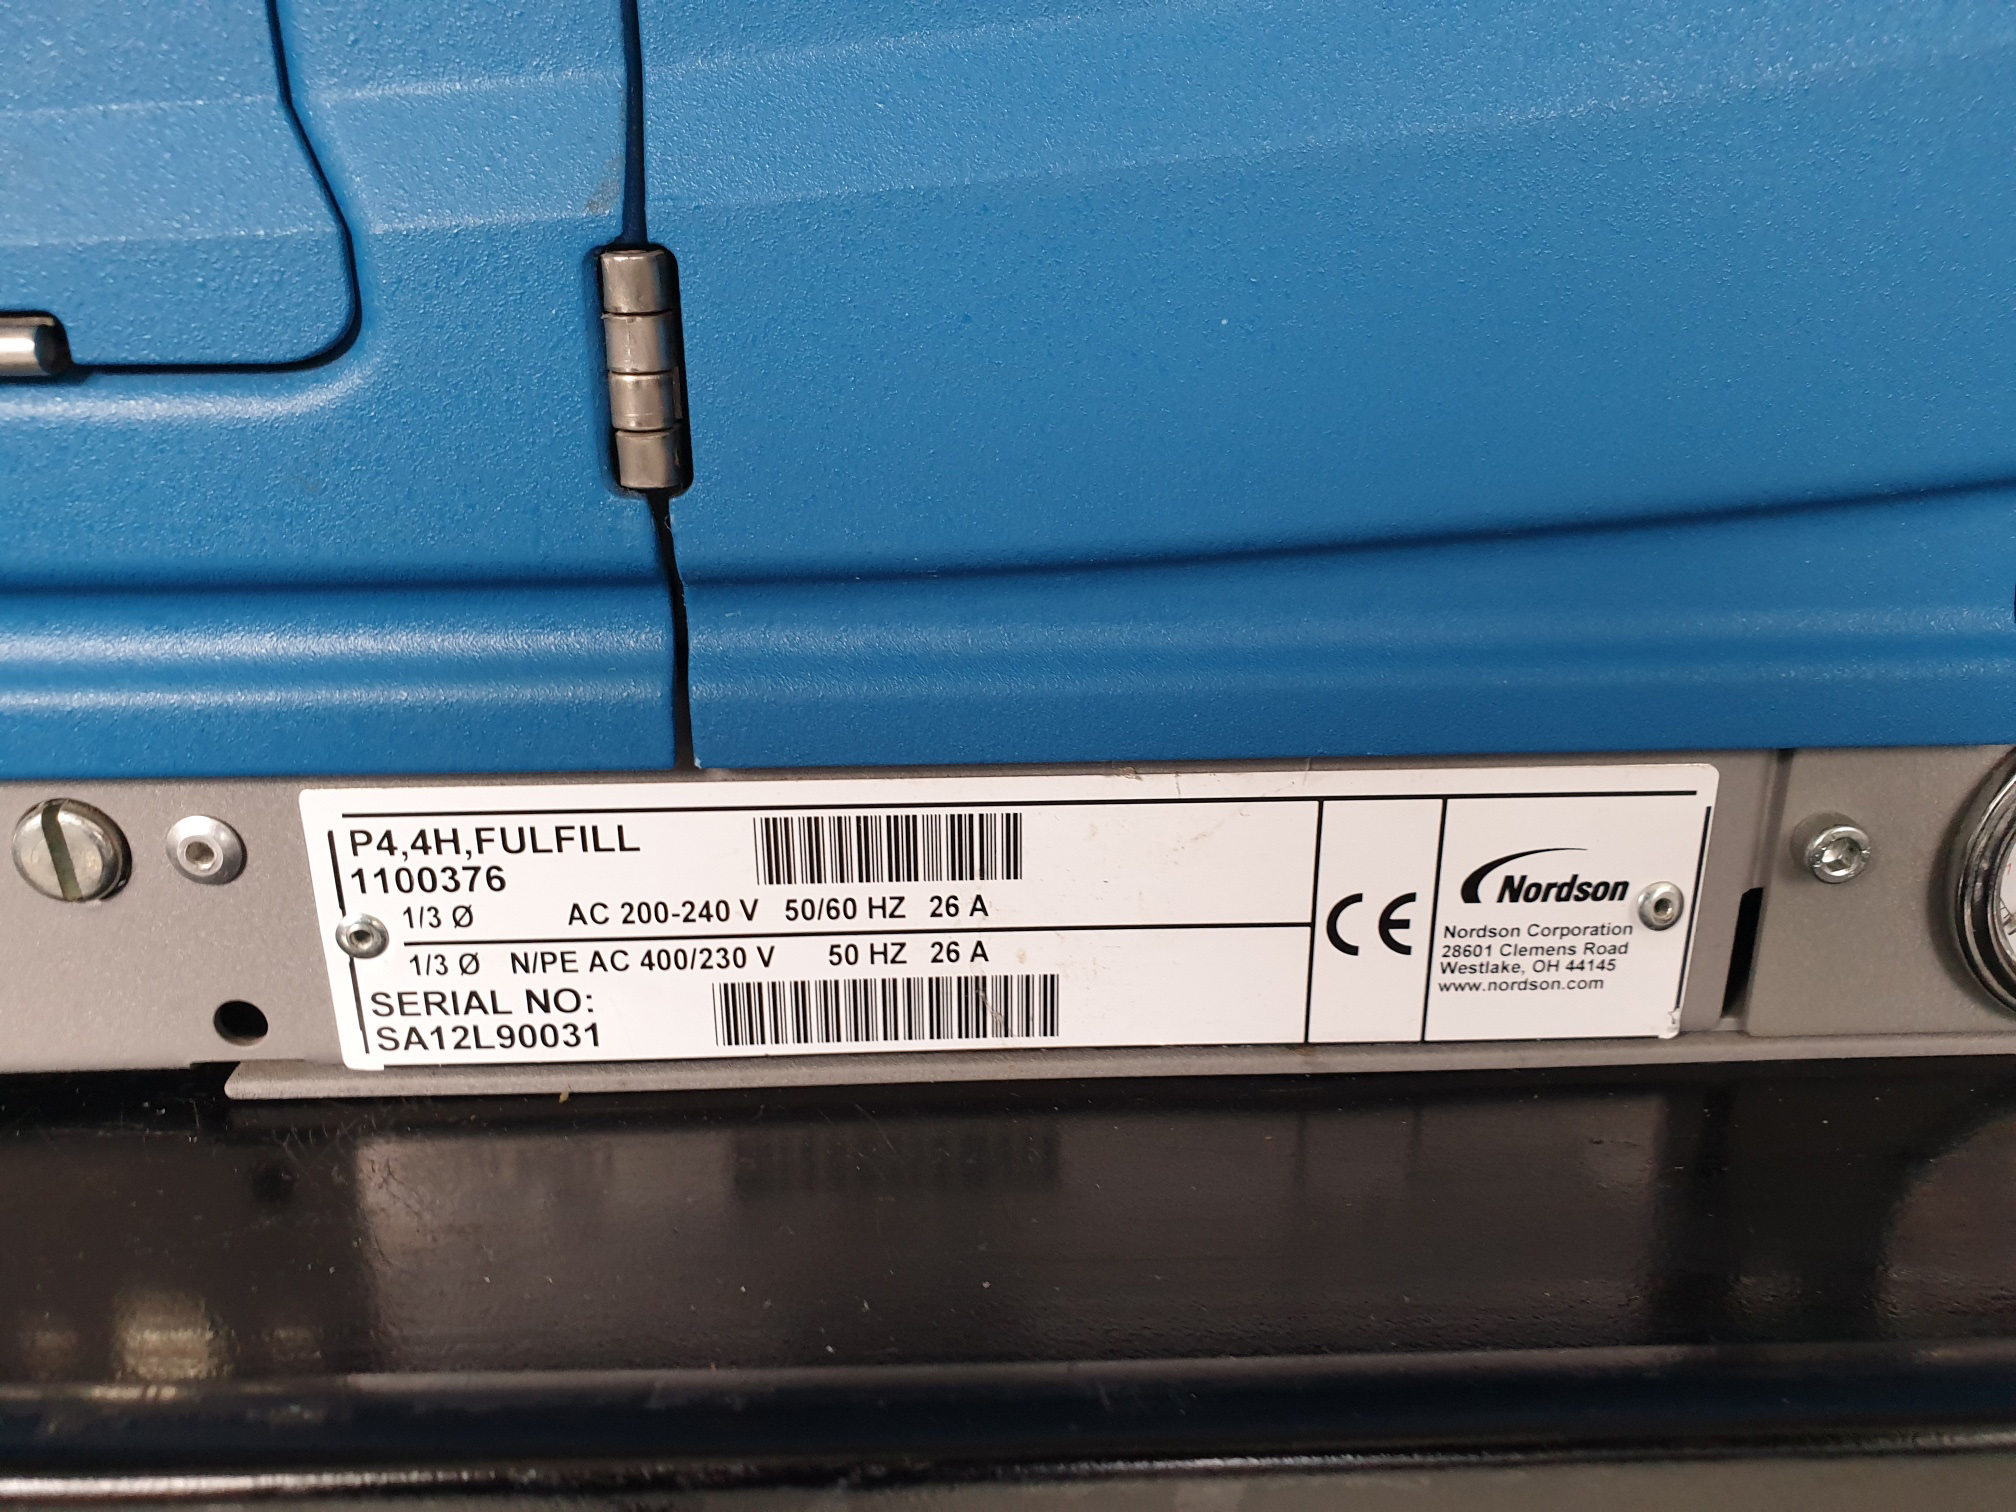 P4,4H,FULFILL
1100376
1/3 Ø AC 200-240 V 50/60 HZ 26 A
1/3 Ø N/PE AC 400/230 V 50 HZ 26 A
SERIAL NO:
SA12L90031
CE
Nordson
Nordson Corporation
28601 Clemens Road
Westlake, OH 44145
www.nordson.com